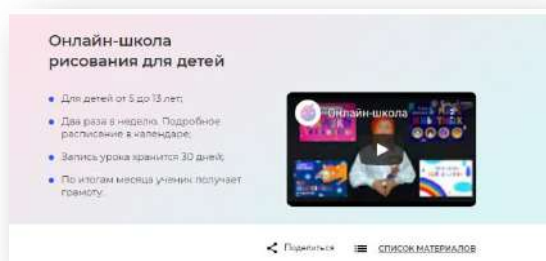 Онлайн-школа
рисования для детей
Для детей от 5 до 13 лет;
Два раза в неделю. Подробное
расписание в календаре;
Запись урока хранится 30 дней;
По итогам месяца ученик получает
грамоту.
Онлайн-школа
Поделиться
СПИСОК МАТЕРИАЛОВ